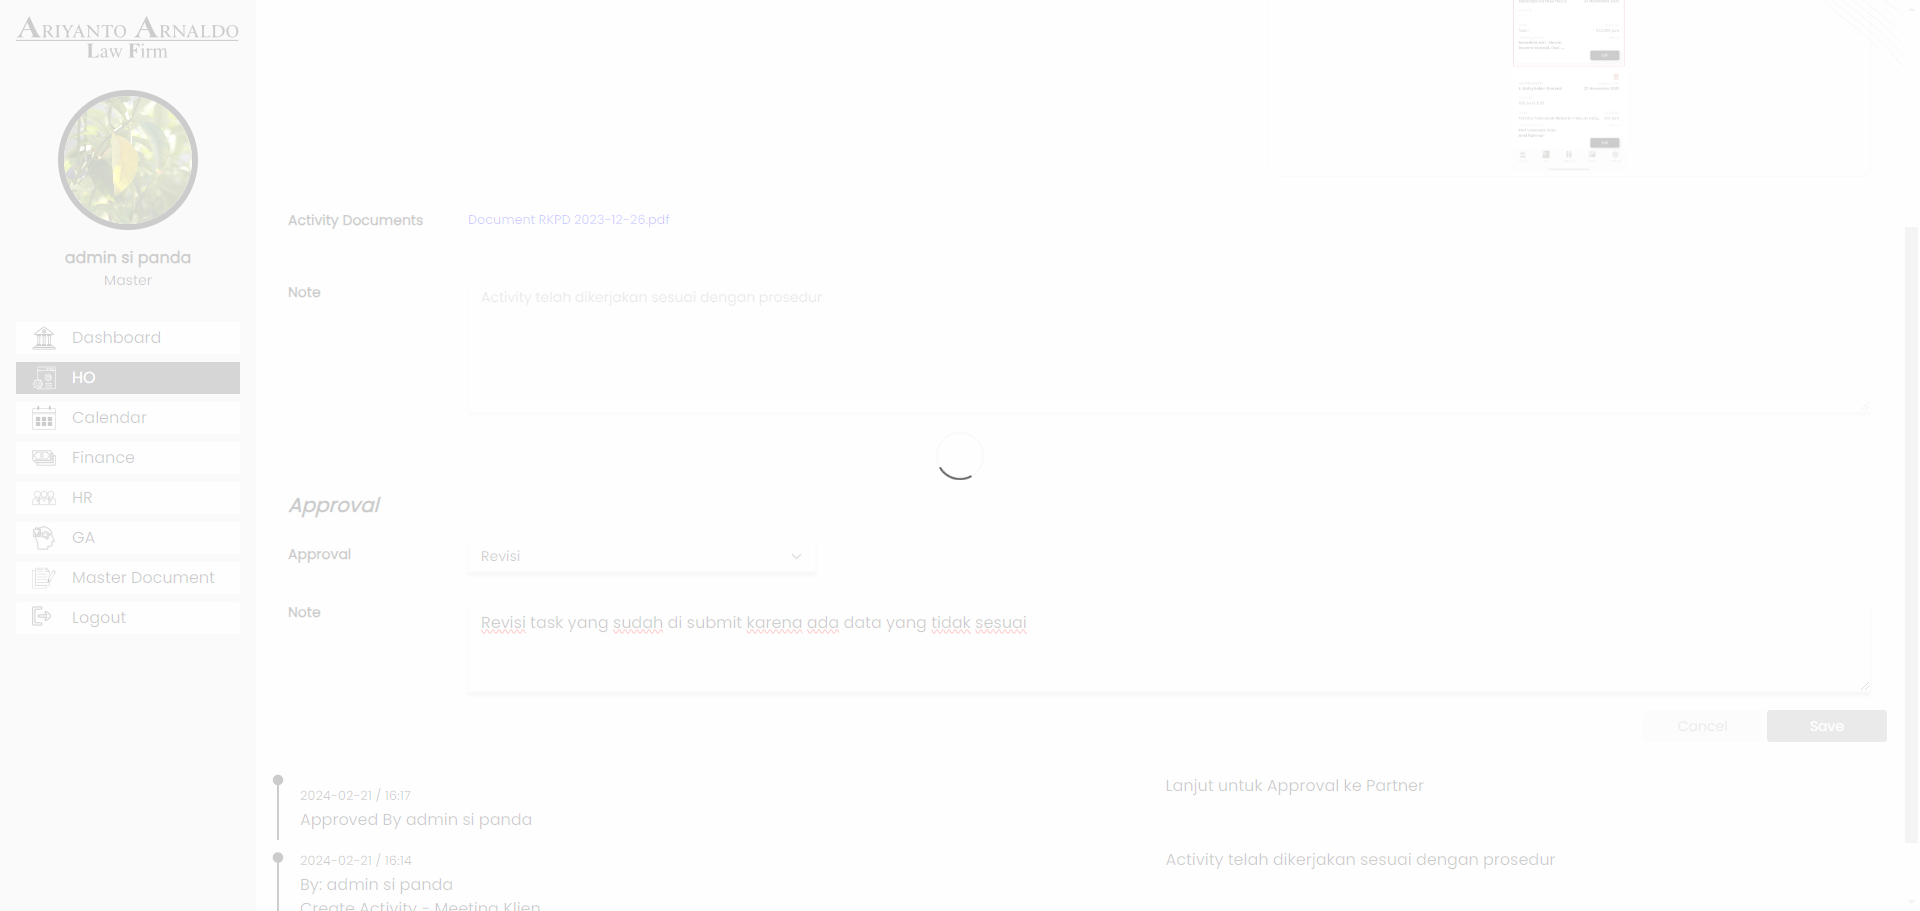 ARIYANTO ARNALDO
Law Firm
admin si panda
Master
Dashboard
HO
Calendar
Finance
HR
GA
Master Document
Logout
Activity Documents
Document RKPD 2023-12-26.pdf
Note
Activity telah dikerjakan sesuai dengan prosedur
Approval
Approval
Revisi
Note
Revisi task yang sudah di submit karena ada data yang tidak sesuai
Cancel
Save
2024-02-21 / 16:17
Approved By admin si panda
Lanjut untuk Approval ke Partner
2024-02-21 / 16:14
By: admin si panda
Create Activity - Meeting Klien
Activity telah dikerjakan sesuai dengan prosedur